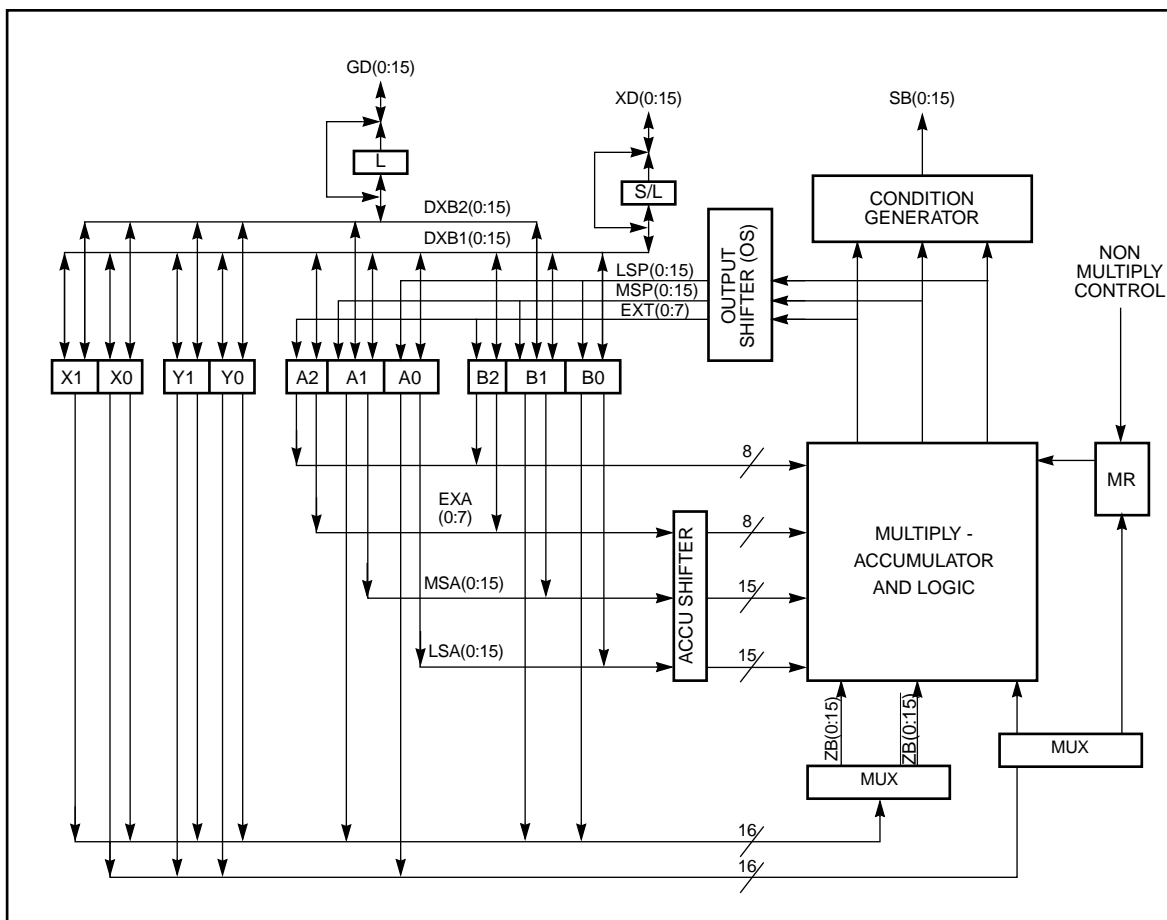 GD(0:15)
XD(0:15)
SB(0:15)
L
S/L
CONDITION
GENERATOR
DXB2(0:15)
DXB1(0:15)
OUTPUT
SHIFTER (OS)
LSP(0:15)
MSP(0:15)
EXT(0:7)
NON
MULTIPLY
CONTROL
X1 X0 Y1 Y0 A2 A1 A0 B2 B1 B0
8
MR
EXA
(0:7)
8
MULTIPLY -
ACCUMULATOR
AND LOGIC
ACCU SHIFTER
MSA(0:15)
15
LSA(0:15)
15
ZB(0:15)
ZB(0:15)
MUX
MUX
16
16